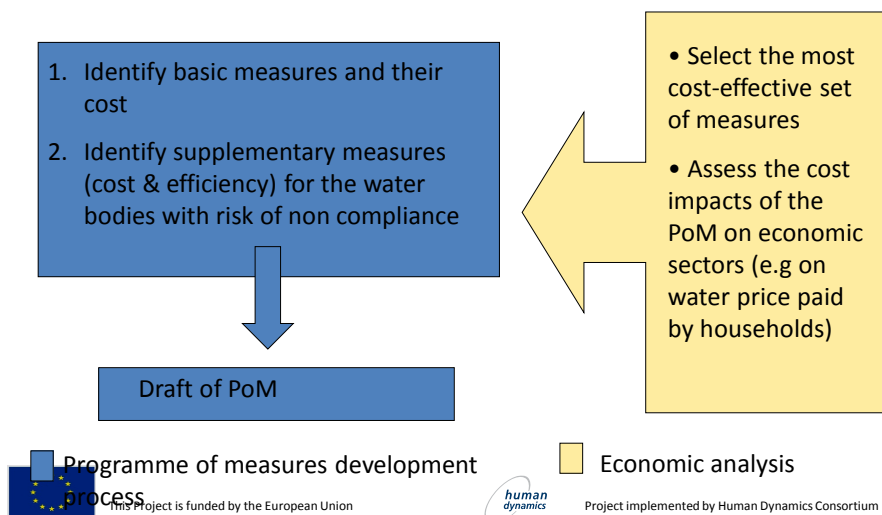 1. Identify basic measures and their
cost
2. Identify supplementary measures
(cost & efficiency) for the water
bodies with risk of non compliance
• Select the most
cost-effective set
of measures
• Assess the cost
impacts of the
PoM on economic
sectors (e.g on
water price paid
by households)
Draft of PoM
Programme of measures development
process
Economic analysis
This Project is funded by the European Union
human
dynamics
Project implemented by Human Dynamics Consortium